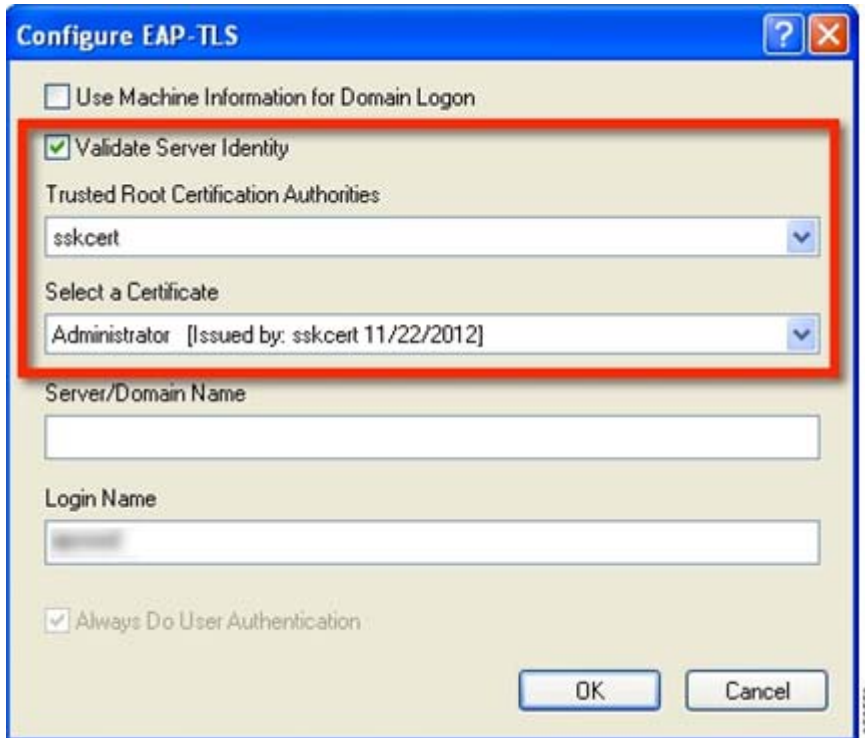 Configure EAP-TLS
Use Machine Information for Domain Logon
Validate Server Identity
Trusted Root Certification Authorities
sskcert
Select a Certificate
Administrator [Issued by: sskcert 11/22/2012]
Server/Domain Name
Login Name
Always Do User Authentication
OK Cancel